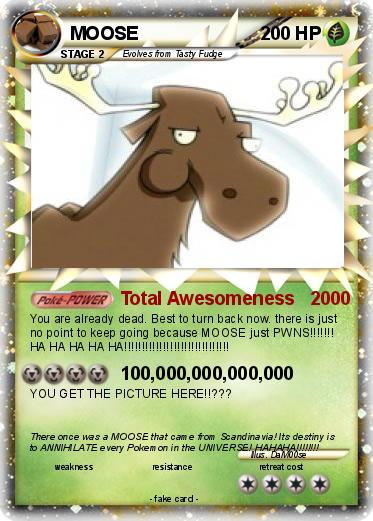 MOOSE 200 HP
STAGE 2 Evolves from Tasty Fudge
Poké-POWER Total Awesomeness 2000
You are already dead. Best to turn back now, there is just
no point to keep going because MOOSE just PWNS!!!!!!!
HA HA HA HA HA!!!!!!!!!!!!!!!!!!!!!!!!!!!!!
100,000,000,000,000
YOU GET THE PICTURE HERE!!???
There once was a MOOSE that came from Scandinavia! Its destiny is
to ANNIHILATE every Pokemon in the UNIVERSE! HAHAHA!!!!!!!!
Illus. DaM00se
weakness resistance retreat cost
- fake card -